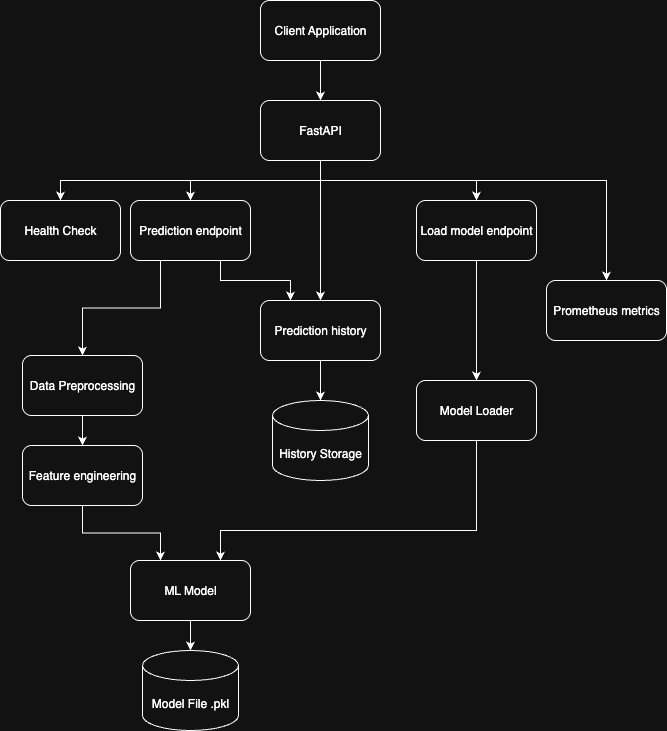 Client Application
FastAPI
Health Check
Prediction endpoint
Load model endpoint
Prediction history
Prometheus metrics
Data Preprocessing
Model Loader
History Storage
Feature engineering
ML Model
Model File .pkl